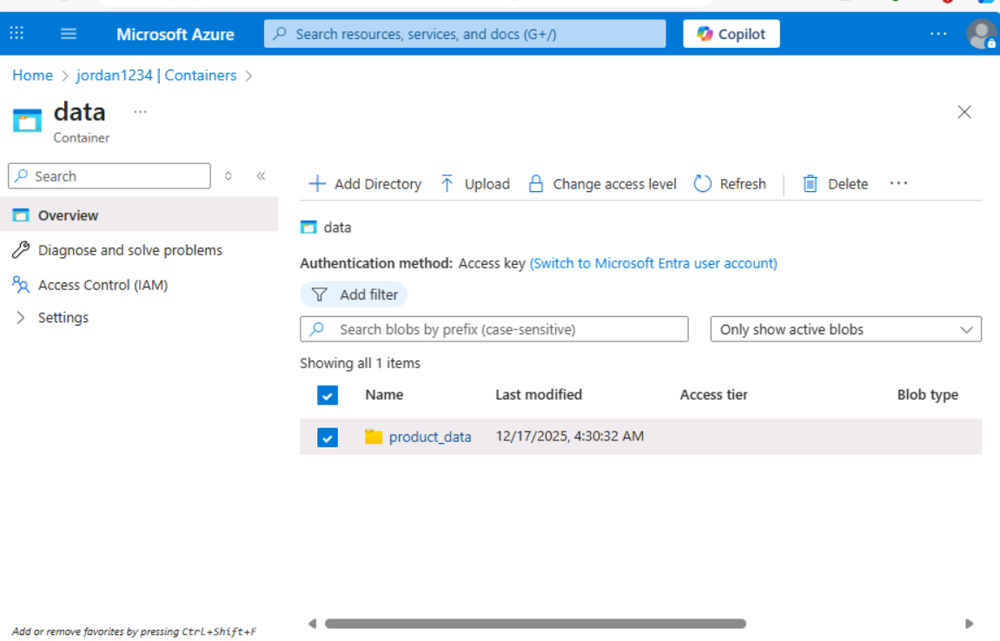 Microsoft Azure
Search resources, services, and docs (G+/)
Copilot
Home > jordan1234 | Containers >
data
Container
Search
Overview
Diagnose and solve problems
Access Control (IAM)
Settings
Add Directory Upload Change access level Refresh Delete
data
Authentication method: Access key (Switch to Microsoft Entra user account)
Add filter
Search blobs by prefix (case-sensitive)
Only show active blobs
Showing all 1 items
Name Last modified Access tier Blob type
product_data 12/17/2025, 4:30:32 AM
Add or remove favorites by pressing Ctrl+Shift+F